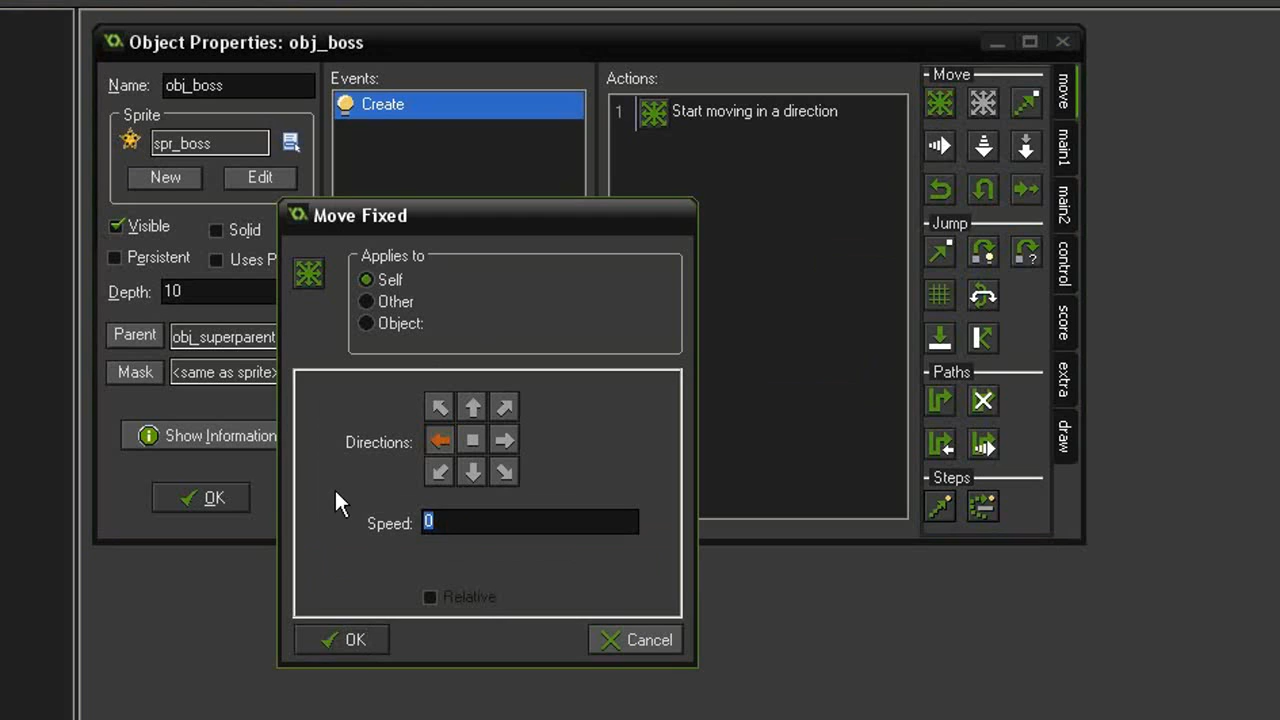 Object Properties: obj_boss
Name: obj_boss
Sprite
spr_boss
New Edit
Visible Solid
Persistent Uses P
Depth: 10
Parent obj_superparent
Mask <same as sprite>
Show Information
OK
Events:
Create
Actions:
1 Start moving in a direction
Move
Jump
?
Paths
Steps
move
main1
main2
control
score
extra
draw
Move Fixed
Applies to
Self
Other
Object:
Directions:
Speed: 0
Relative
OK Cancel